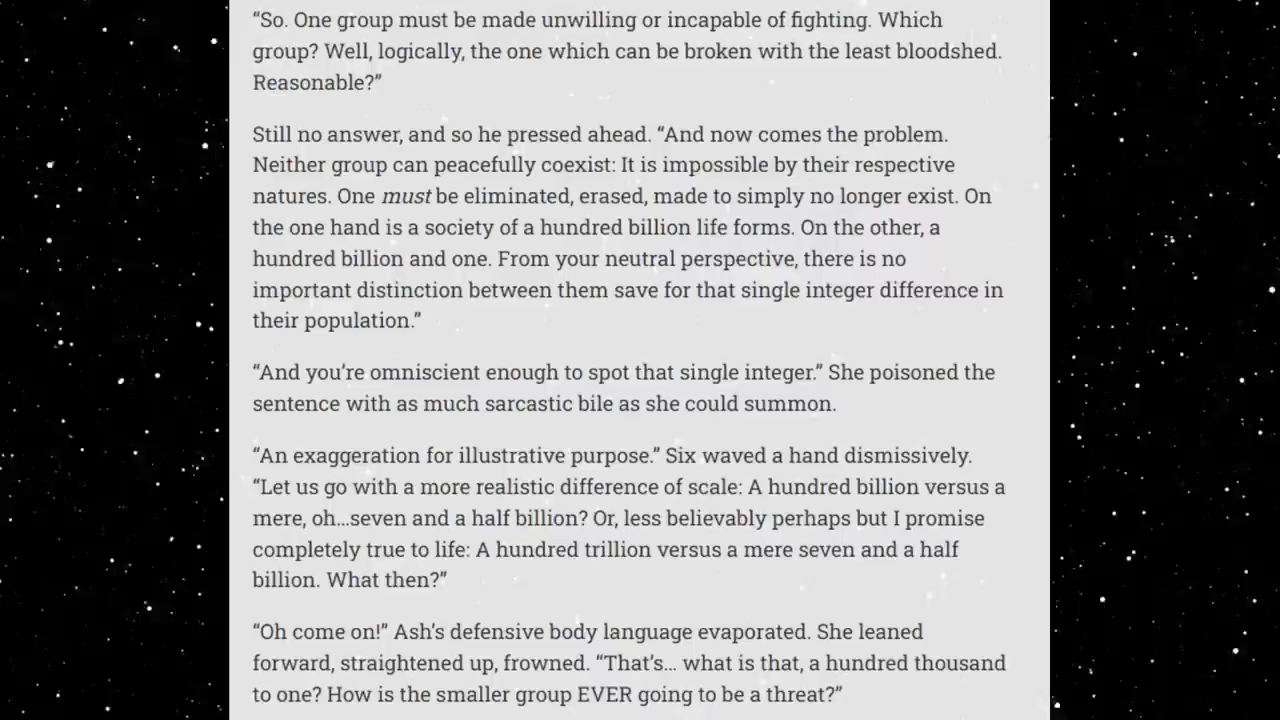 “So. One group must be made unwilling or incapable of fighting. Which
group? Well, logically, the one which can be broken with the least bloodshed.
Reasonable?”
Still no answer, and so he pressed ahead. “And now comes the problem.
Neither group can peacefully coexist: It is impossible by their respective
natures. One must be eliminated, erased, made to simply no longer exist. On
the one hand is a society of a hundred billion life forms. On the other, a
hundred billion and one. From your neutral perspective, there is no
important distinction between them save for that single integer difference in
their population.”
“And you’re omniscient enough to spot that single integer.” She poisoned the
sentence with as much sarcastic bile as she could summon.
“An exaggeration for illustrative purpose.” Six waved a hand dismissively.
“Let us go with a more realistic difference of scale: A hundred billion versus a
mere, oh…seven and a half billion? Or, less believably perhaps but I promise
completely true to life: A hundred trillion versus a mere seven and a half
billion. What then?”
“Oh come on!” Ash’s defensive body language evaporated. She leaned
forward, straightened up, frowned. “That’s… what is that, a hundred thousand
to one? How is the smaller group EVER going to be a threat?”